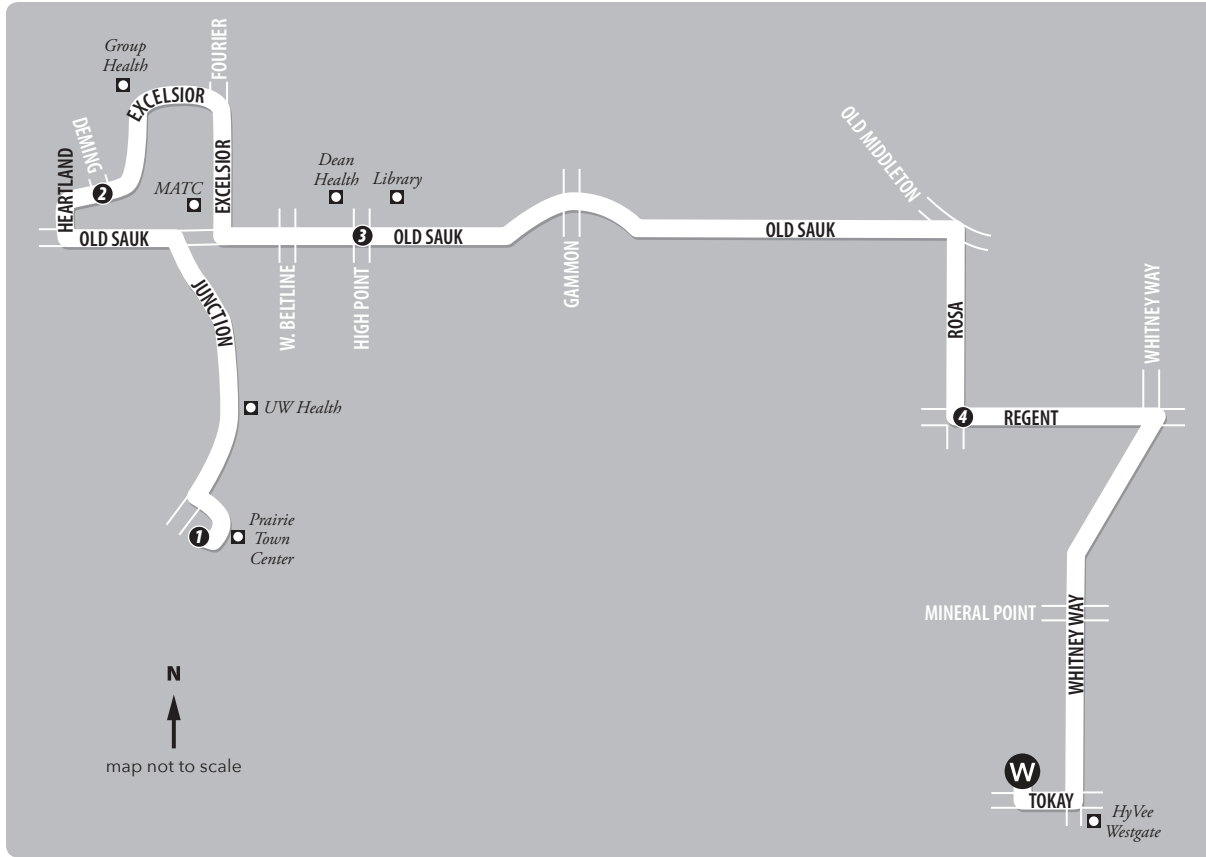 Group
Health
FOURIER
EXCELSIOR
DEMING
HEARTLAND
2
MATC
EXCELSIOR
Dean
Health
Library
OLD MIDDLETON
OLD SAUK
3
OLD SAUK
OLD SAUK
JUNCTION
W. BELTLINE
HIGH POINT
GAMMON
ROSA
WHITNEY WAY
UW Health
4
REGENT
1
Prairie
Town
Center
MINERAL POINT
WHITNEY WAY
N
map not to scale
W
TOKAY
HyVee
Westgate